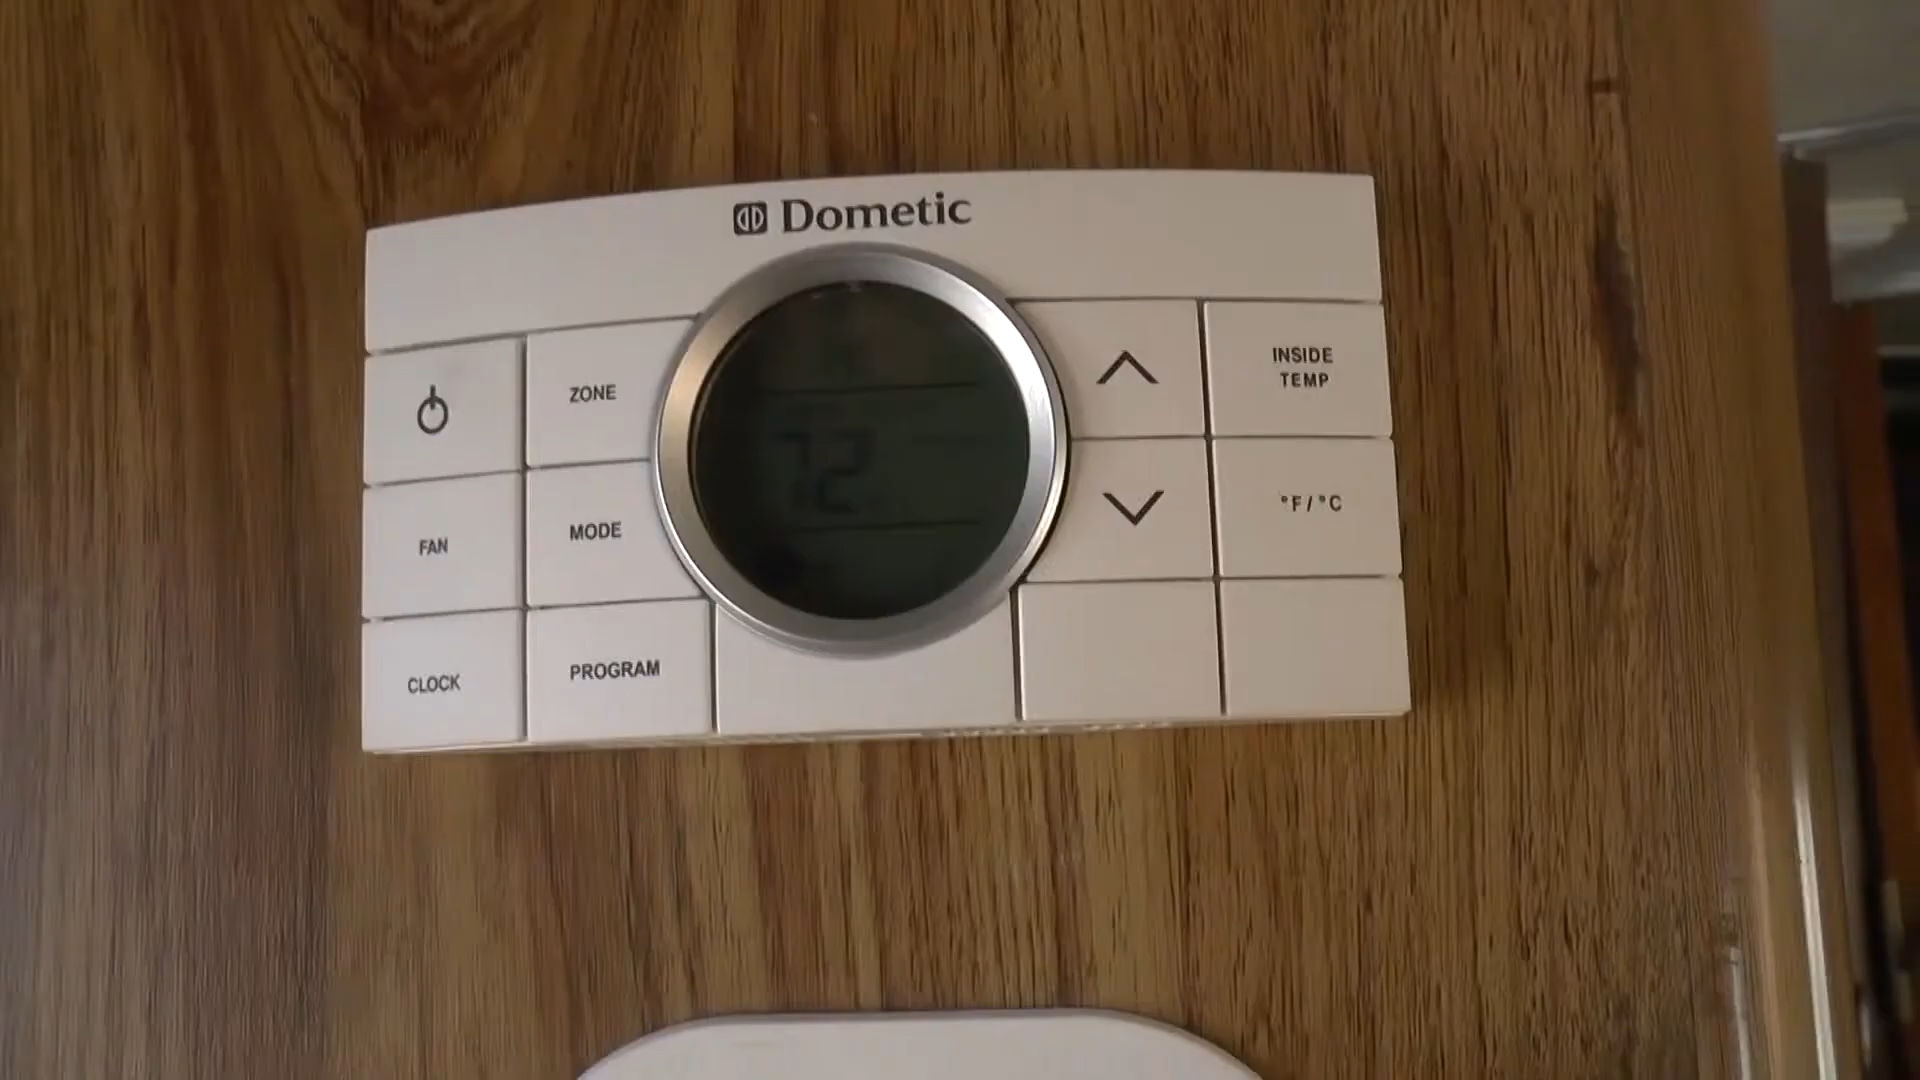 Dometic
ZONE
INSIDE
TEMP
72
MODE
°F/°C
FAN
CLOCK
PROGRAM